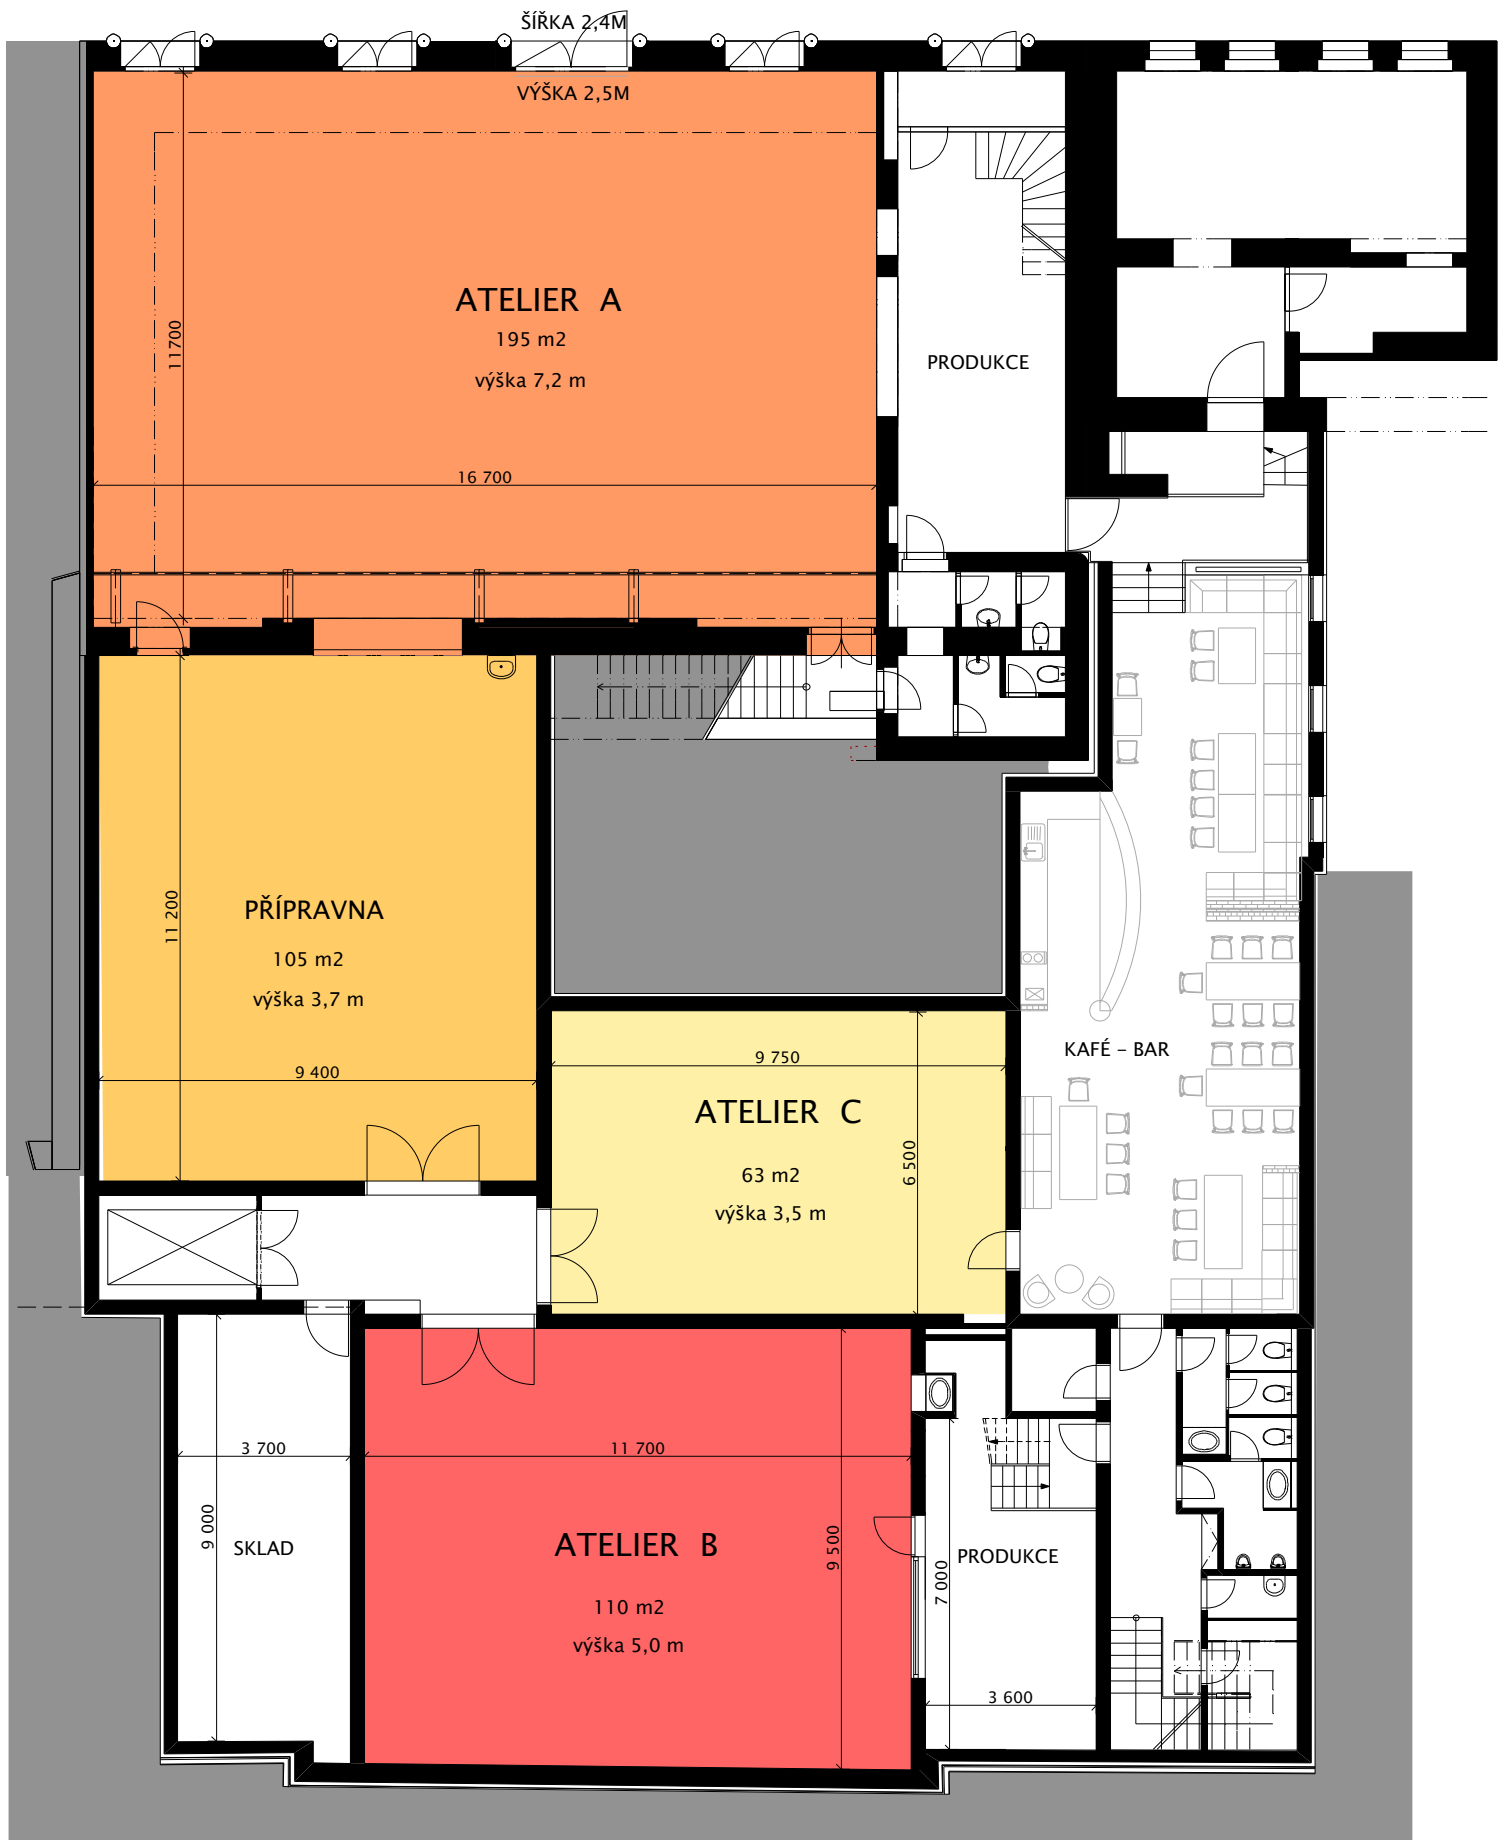 ŠÍŘKA 2,4M
VÝŠKA 2,5M
ATELIER A
195 m2
výška 7,2 m
11700
16 700
PRODUKCE
PŘÍPRAVNA
105 m2
výška 3,7 m
11 200
9 400
KAFÉ – BAR
9 750
ATELIER C
63 m2
výška 3,5 m
6 500
3 700
9 000
SKLAD
11 700
ATELIER B
110 m2
výška 5,0 m
9 500
PRODUKCE
7 000
3 600